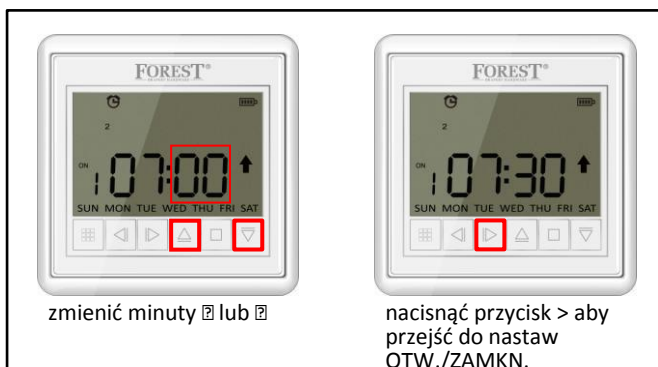 FOREST®
2
ON
1 07:00
SUN MON TUE WED THU FRI SAT
zmienić minuty ⍰ lub ⍰
FOREST®
2
ON
1 07:30
SUN MON TUE WED THU FRI SAT
nacisnąć przycisk > aby
przejść do nastaw
OTW./ZAMKN.